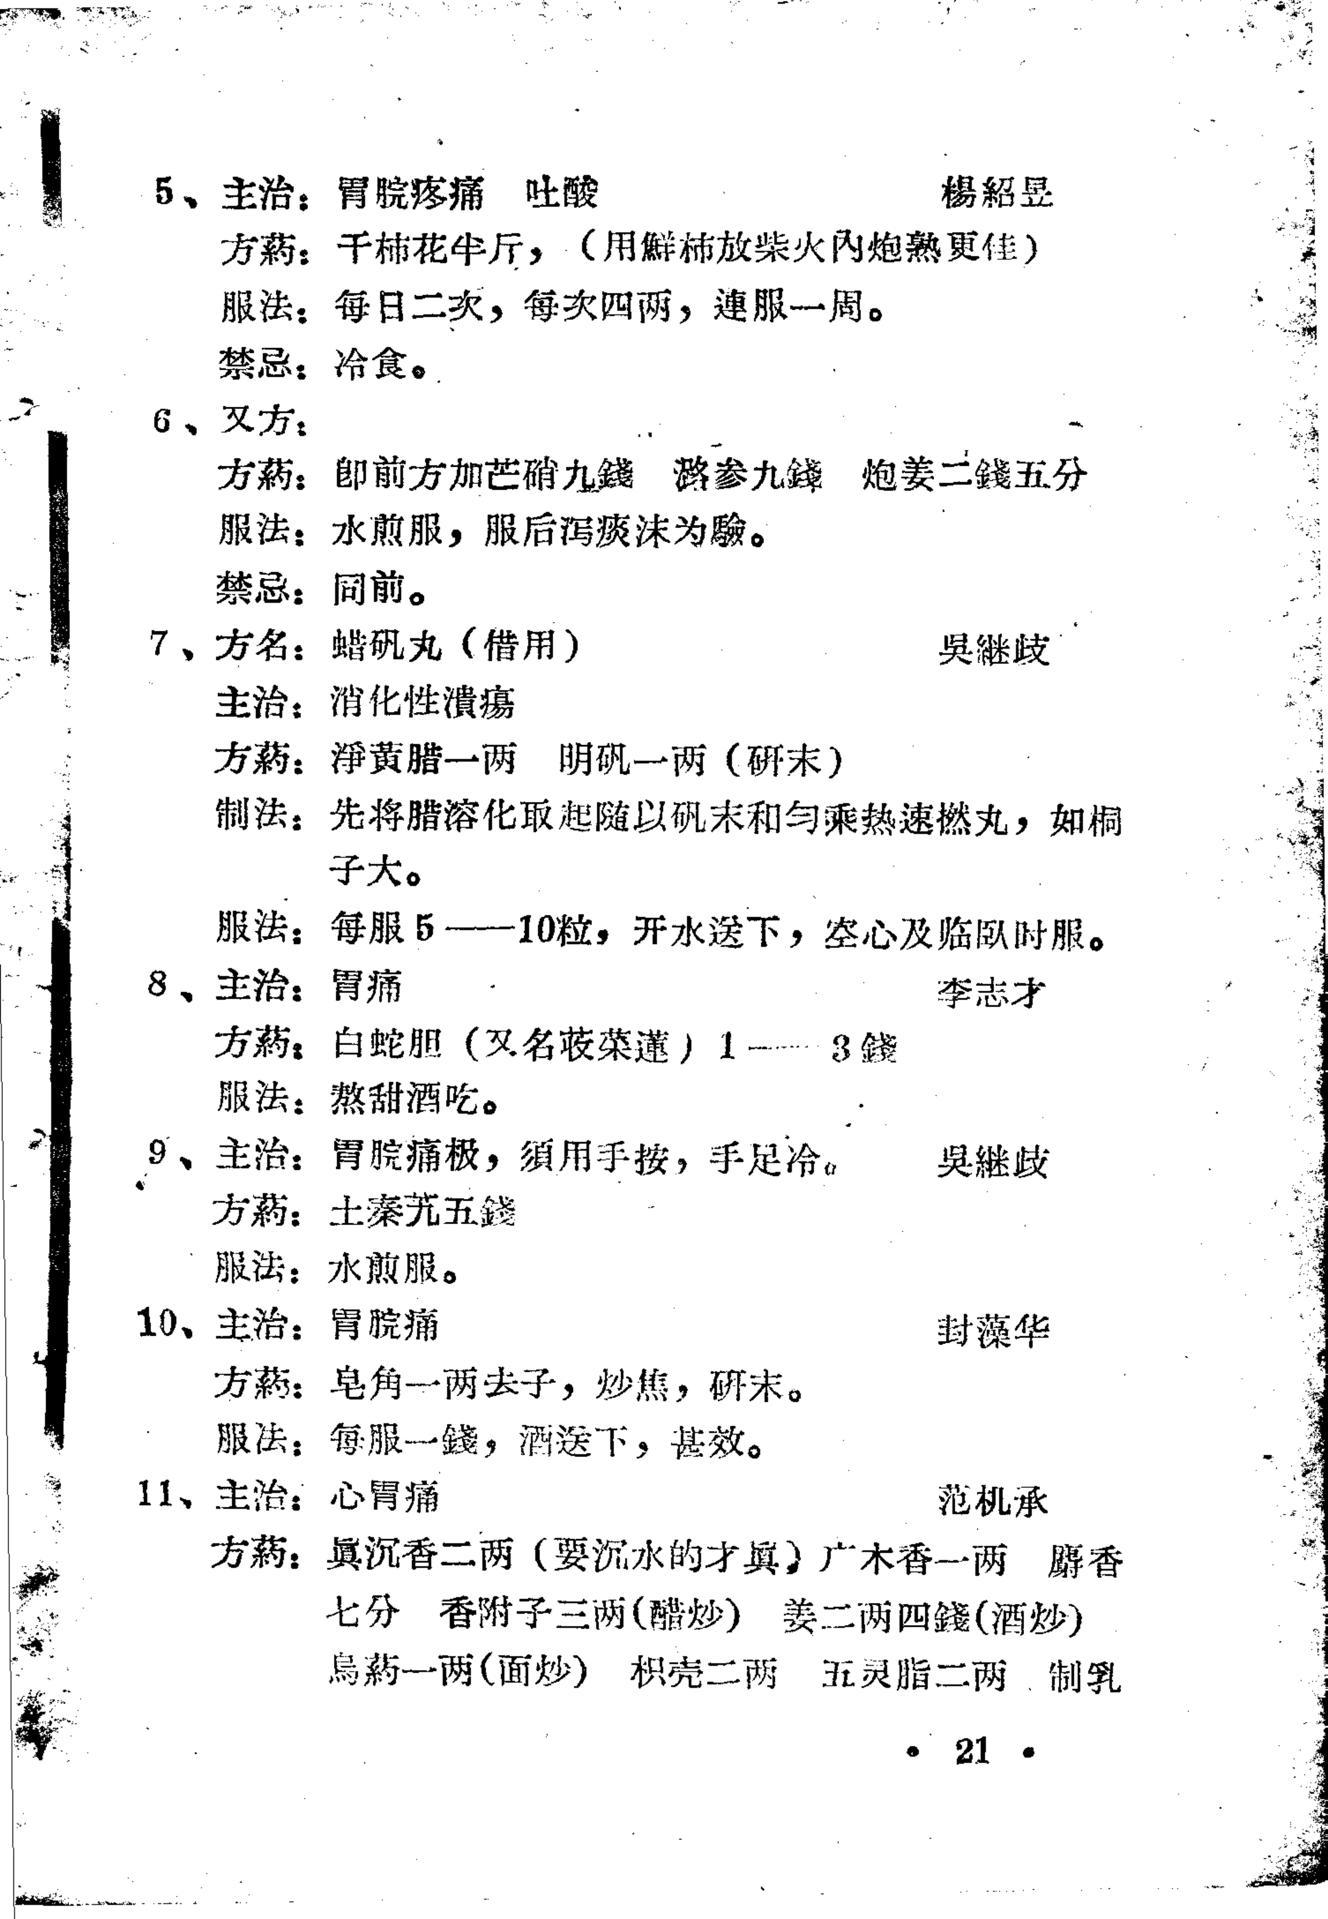 5、主治：胃脘疼痛　吐酸　楊紹昱
方葯：干柿花半斤，（用鮮柿放柴火內炮熟更佳）
服法：每日二次，每次四两，連服一周。
禁忌：冷食。
6、又方：
方葯：卽前方加芒硝九錢　潞参九錢　炮姜二錢五分
服法：水煎服，服后泻痰沫为驗。
禁忌：同前。
7、方名：蜡矾丸（借用）　吳継歧
主治：消化性潰瘍
方葯：淨黃腊一两　明矾一两（研末）
制法：先将腊溶化取起随以矾末和匀乘热速撚丸，如桐
子大。
服法：每服5——10粒，开水送下，空心及临臥时服。
8、主治：胃痛　李志才
方葯：白蛇胆（又名菝菜蓮）1——3錢
服法：熬甜酒吃。
9、主治：胃脘痛极，須用手按，手足冷。　吳継歧
方葯：土秦艽五錢
服法：水煎服。
10、主治：胃脘痛　封藻华
方葯：皂角一两去子，炒焦，研末。
服法：每服一錢，酒送下，甚效。
11、主治：心胃痛　范机承
方葯：眞沉香二两（要沉水的才眞）广木香一两　麝香
七分　香附子三两(醋炒)　姜二两四錢(酒炒)
烏葯一两(面炒)　枳壳二两　五灵脂二两　制乳
• 21 •